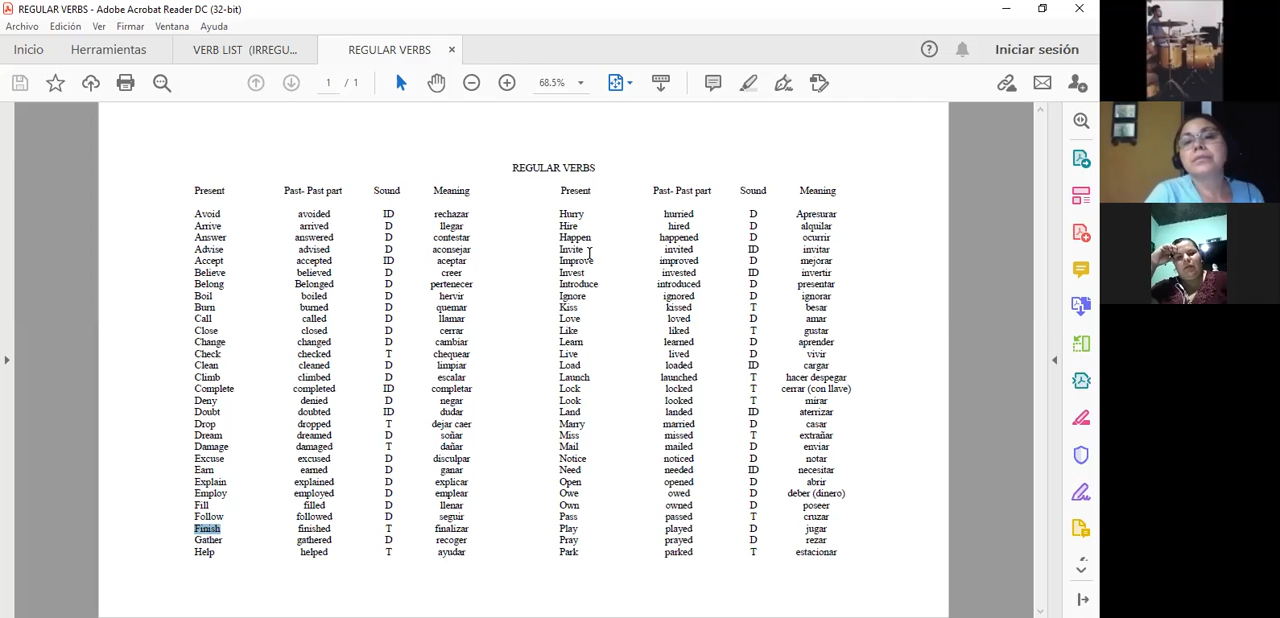 REGULAR VERBS - Adobe Acrobat Reader DC (32-bit)
Archivo Edición Ver Firmar Ventana Ayuda
Inicio Herramientas VERB LIST (IRREGU... REGULAR VERBS × Iniciar sesión
1 / 1 68.5%
REGULAR VERBS
Present Past- Past part Sound Meaning Present Past- Past part Sound Meaning
Avoid avoided ID rechazar Hurry hurried D Apresurar
Arrive arrived D llegar Hire hired D alquilar
Answer answered D contestar Happen happened D ocurrir
Advise advised D aconsejar Invite invited ID invitar
Accept accepted ID aceptar Improve improved D mejorar
Believe believed D creer Invest invested ID invertir
Belong Belonged D pertenecer Introduce introduced D presentar
Boil boiled D hervir Ignore ignored D ignorar
Burn burned D quemar Kiss kissed T besar
Call called D llamar Love loved D amar
Close closed D cerrar Like liked T gustar
Change changed D cambiar Learn learned D aprender
Check checked T chequear Live lived D vivir
Clean cleaned D limpiar Load loaded ID cargar
Climb climbed D escalar Launch launched T hacer despegar
Complete completed ID completar Lock locked T cerrar (con llave)
Deny denied D negar Look looked T mirar
Doubt doubted ID dudar Land landed ID aterrizar
Drop dropped T dejar caer Marry married D casar
Dream dreamed D soñar Miss missed T extrañar
Damage damaged T dañar Mail mailed D enviar
Excuse excused D disculpar Notice noticed D notar
Earn earned D ganar Need needed ID necesitar
Explain explained D explicar Open opened D abrir
Employ employed D emplear Owe owed D deber (dinero)
Fill filled D llenar Own owned D poseer
Follow followed D seguir Pass passed T cruzar
Finish finished T finalizar Play played D jugar
Gather gathered D recoger Pray prayed D rezar
Help helped T ayudar Park parked T estacionar